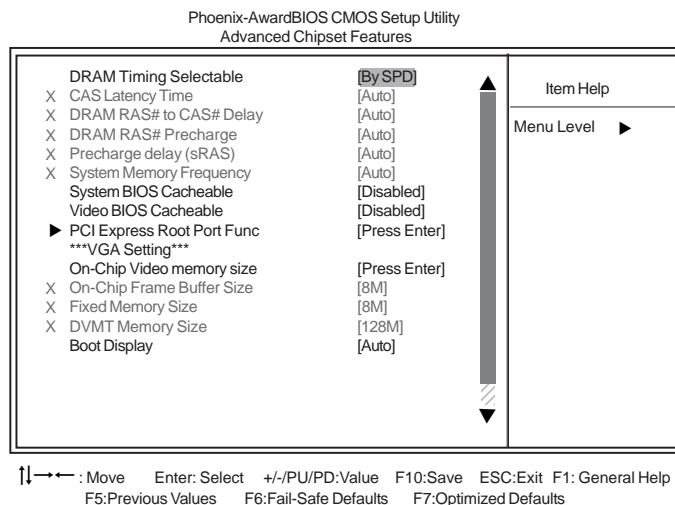 Phoenix-AwardBIOS CMOS Setup Utility
Advanced Chipset Features
DRAM Timing Selectable [By SPD]
X CAS Latency Time [Auto]
X DRAM RAS# to CAS# Delay [Auto]
X DRAM RAS# Precharge [Auto]
X Precharge delay (sRAS) [Auto]
X System Memory Frequency [Auto]
System BIOS Cacheable [Disabled]
Video BIOS Cacheable [Disabled]
▶ PCI Express Root Port Func [Press Enter]
***VGA Setting***
On-Chip Video memory size [Press Enter]
X On-Chip Frame Buffer Size [8M]
X Fixed Memory Size [8M]
X DVMT Memory Size [128M]
Boot Display [Auto]
Item Help
Menu Level ▶
↑↓→← : Move Enter: Select +/-/PU/PD:Value F10:Save ESC:Exit F1: General Help
F5:Previous Values F6:Fail-Safe Defaults F7:Optimized Defaults